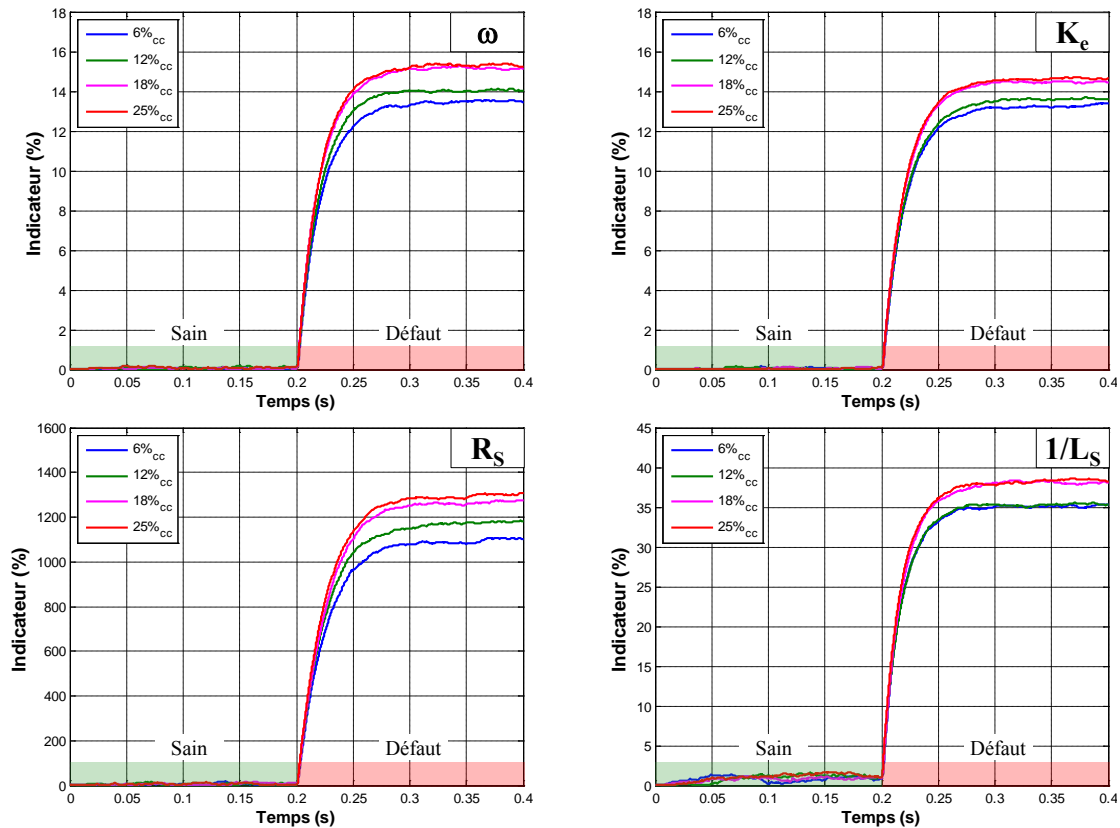 18
16
14
12
10
8
6
4
2
0
Indicateur (%)
6%cc
12%cc
18%cc
25%cc
ω
Sain
Défaut
0 0.05 0.1 0.15 0.2 0.25 0.3 0.35 0.4
Temps (s)
18
16
14
12
10
8
6
4
2
0
Indicateur (%)
6%cc
12%cc
18%cc
25%cc
Ke
Sain
Défaut
0 0.05 0.1 0.15 0.2 0.25 0.3 0.35 0.4
Temps (s)
1600
1400
1200
1000
800
600
400
200
0
Indicateur (%)
6%cc
12%cc
18%cc
25%cc
RS
Sain
Défaut
0 0.05 0.1 0.15 0.2 0.25 0.3 0.35 0.4
Temps (s)
45
40
35
30
25
20
15
10
5
0
Indicateur (%)
6%cc
12%cc
18%cc
25%cc
1/LS
Sain
Défaut
0 0.05 0.1 0.15 0.2 0.25 0.3 0.35 0.4
Temps (s)